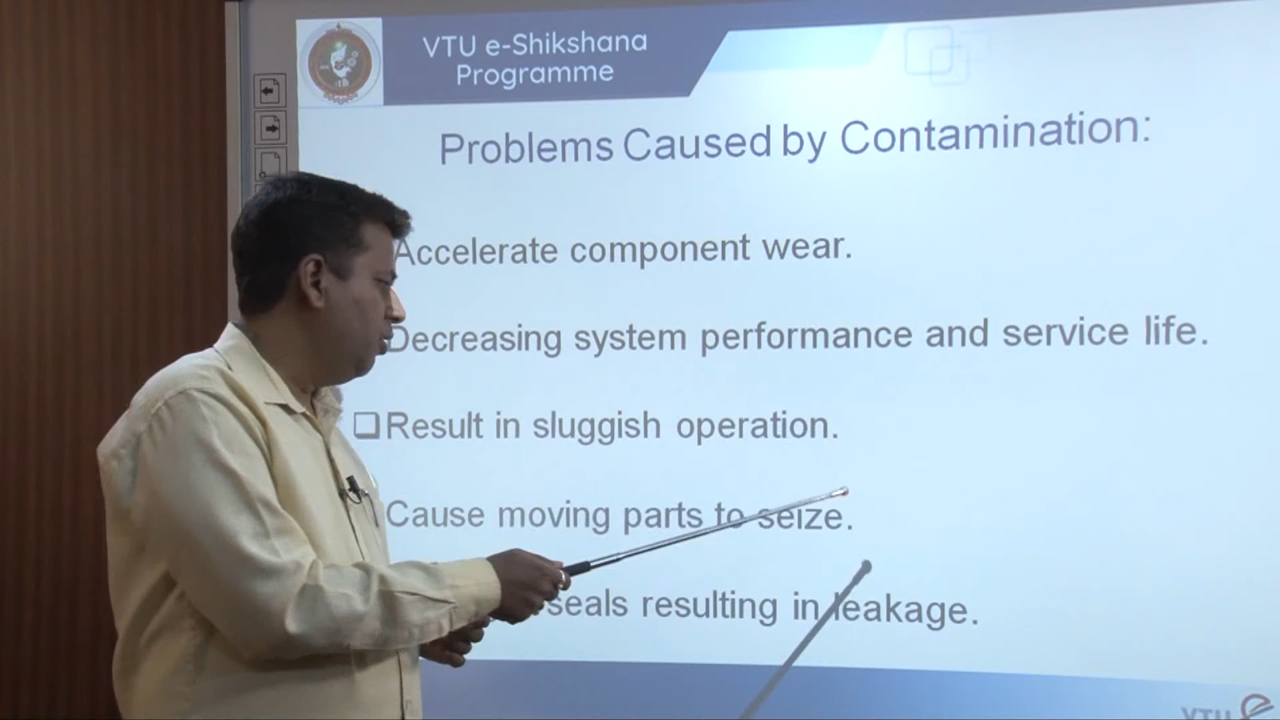 VTU e-Shikshana
Programme
Problems Caused by Contamination:
Accelerate component wear.
Decreasing system performance and service life.
Result in sluggish operation.
Cause moving parts to seize.
seals resulting in leakage.
VTU